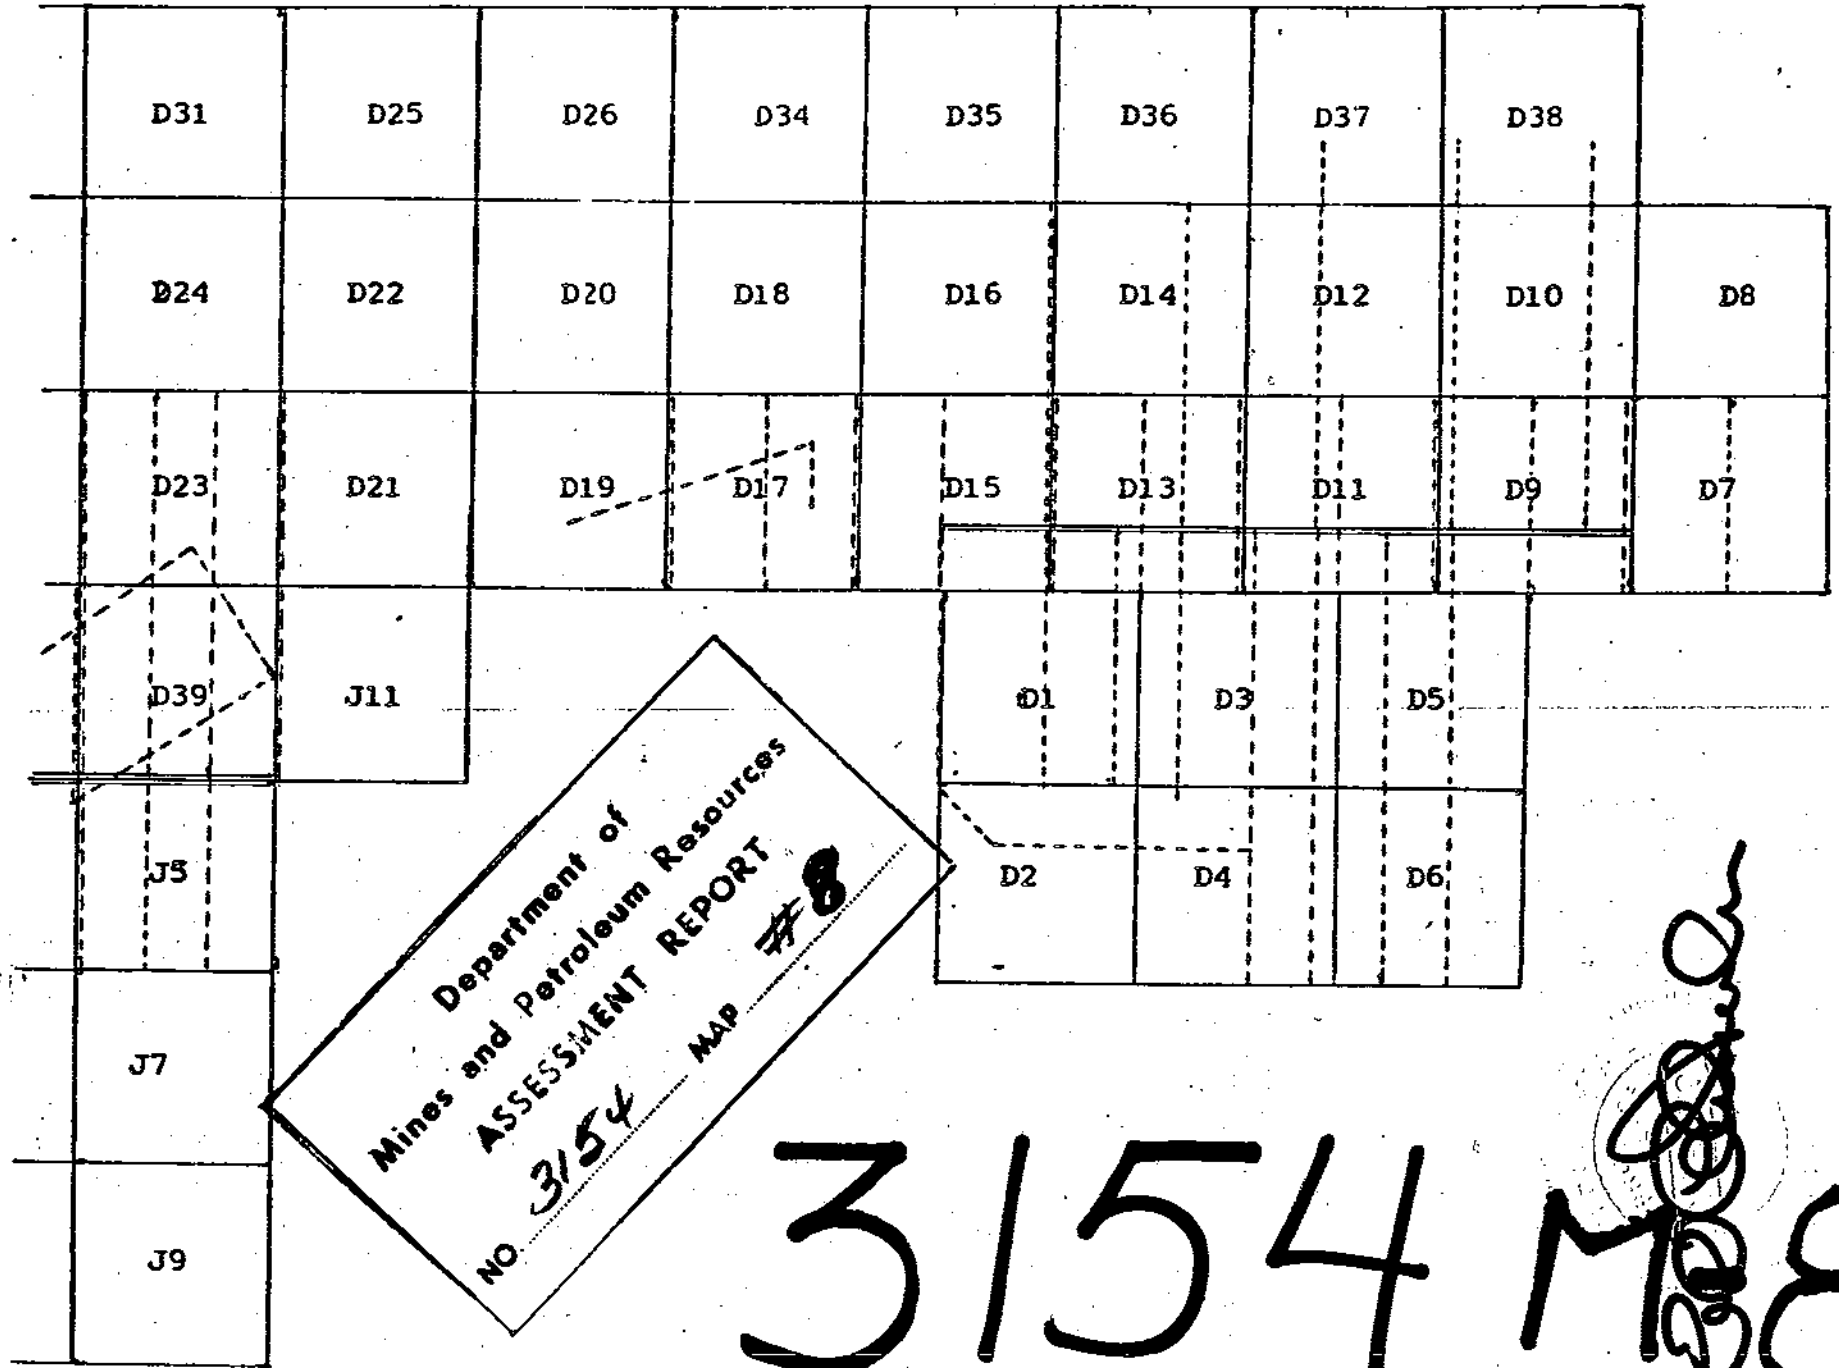 D31 D25 D26 D34 D35 D36 D37 D38
D24 D22 D20 D18 D16 D14 D12 D10 D8
D23 D21 D19 D17 D15 D13 D11 D9 D7
D39 J11 D1 D3 D5
J5 D2 D4 D6
J7
J9
Department of
Mines and Petroleum Resources
ASSESSMENT REPORT
NO 3154 MAP #8
3154 M8